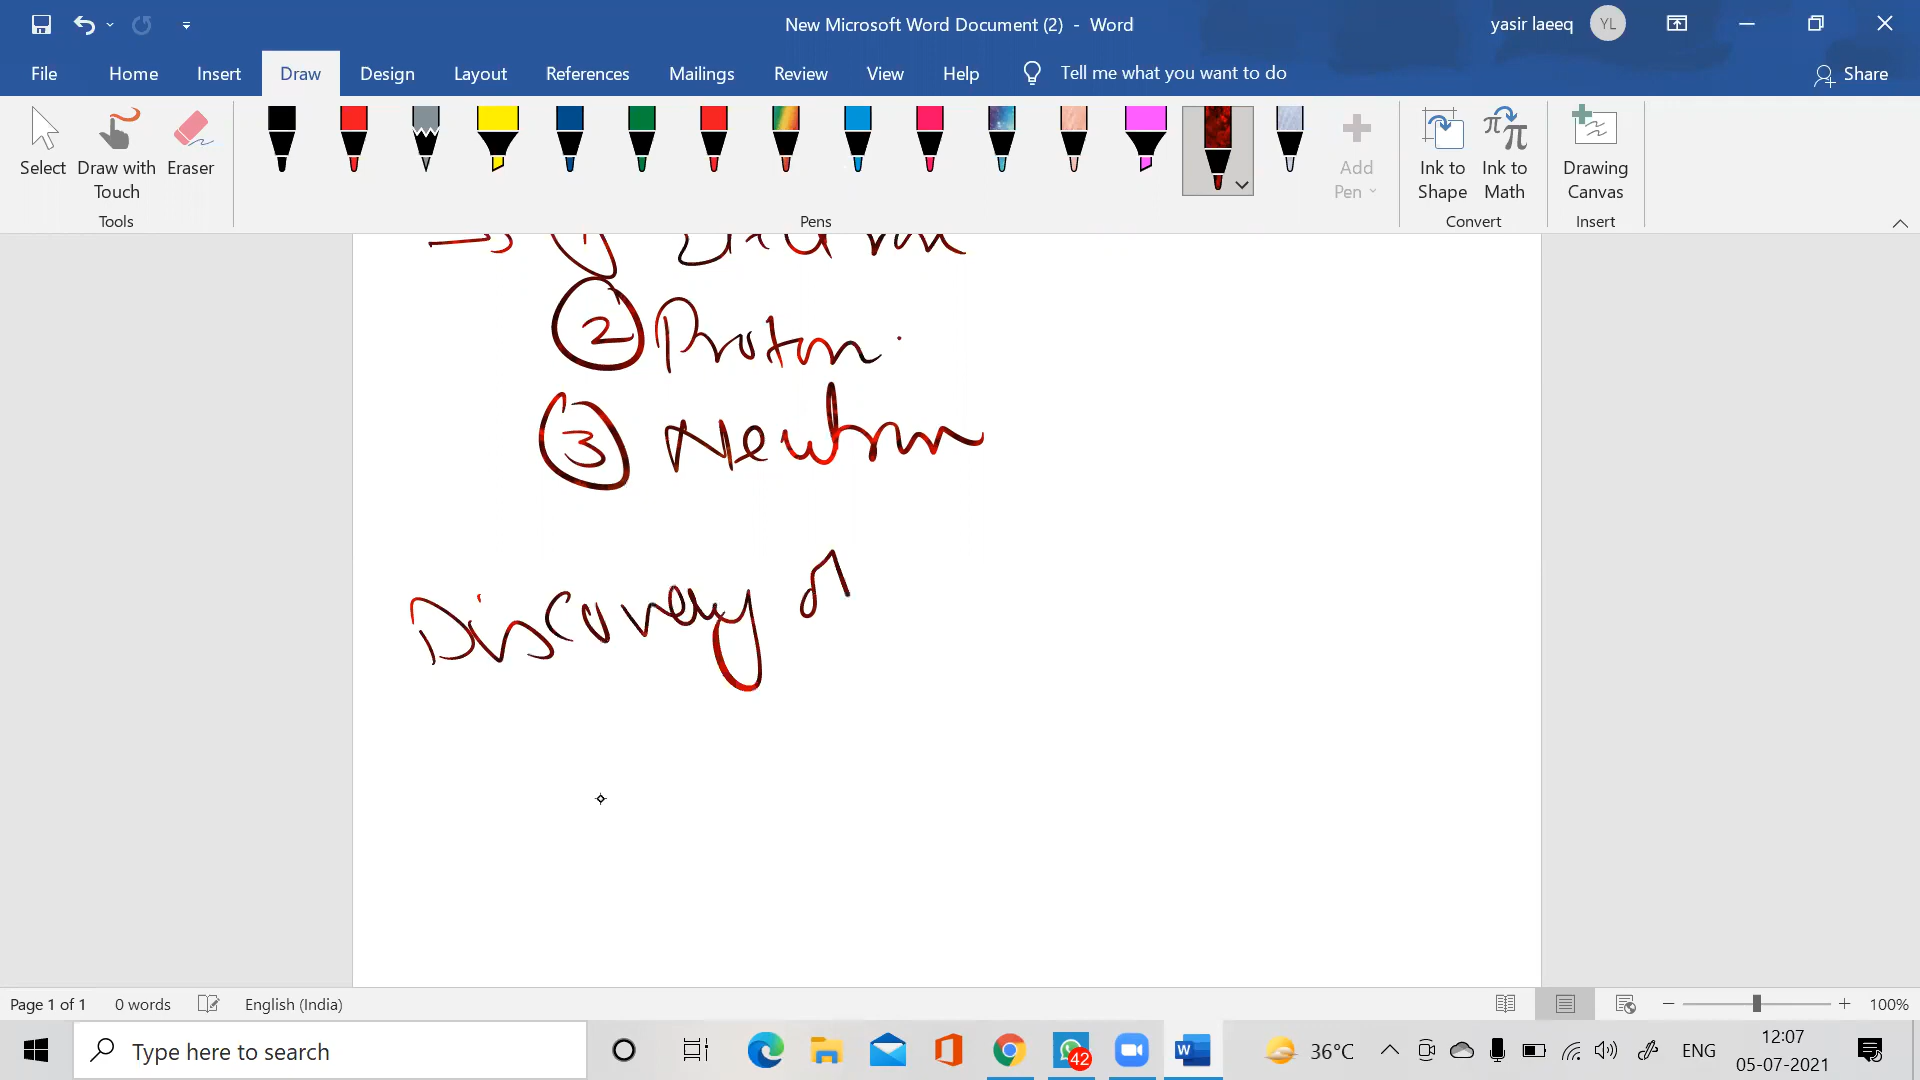 New Microsoft Word Document (2) - Word
yasir laeeq YL
File Home Insert Draw Design Layout References Mailings Review View Help Tell me what you want to do Share
Select Draw with Touch Eraser Add Pen Ink to Shape Ink to Math Drawing Canvas
Tools Pens Convert Insert
→ 1
2 Proton.
3 Newtron
Discovery of
Page 1 of 1 0 words English (India) 100%
Type here to search 42 36°C ENG 12:07
05-07-2021